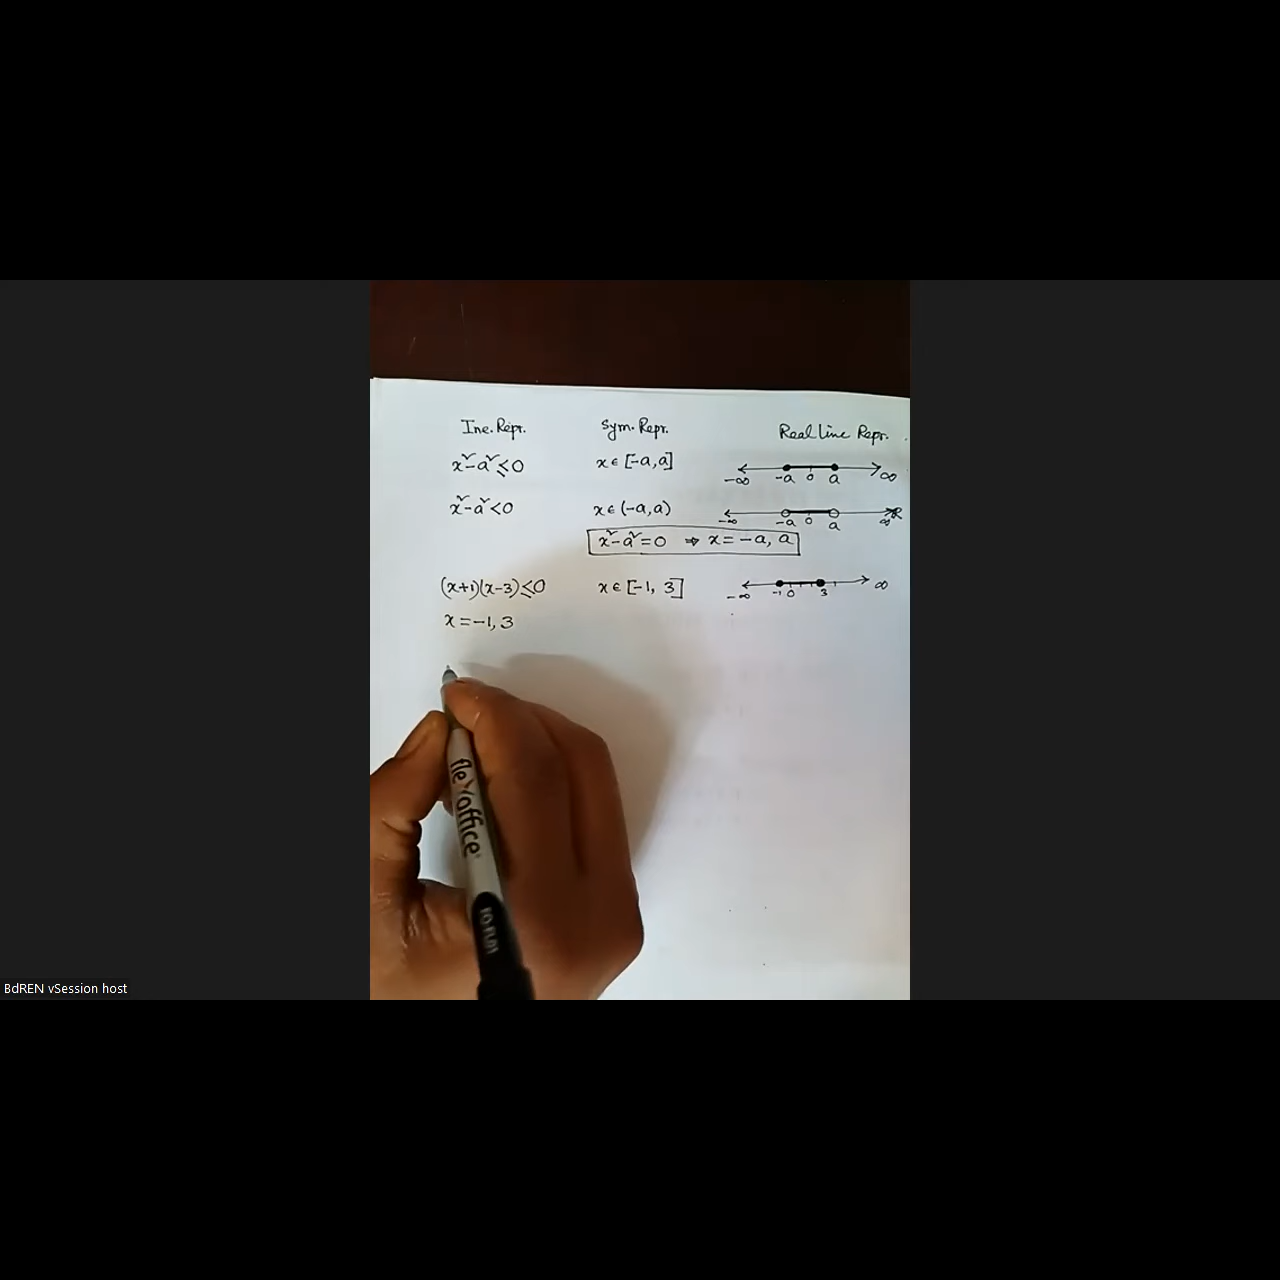 Ine. Repr. Sym. Repr. Real Line Repr.
x²-a² ≤ 0 x ∈ [-a, a] -∞ -a 0 a ∞
x²-a² < 0 x ∈ (-a, a) -∞ -a 0 a ∞
x²-a² = 0 ⇒ x = -a, a
(x+1)(x-3) ≤ 0 x ∈ [-1, 3] -∞ -1 0 3 ∞
x = -1, 3
flexoffice
BdREN vSession host